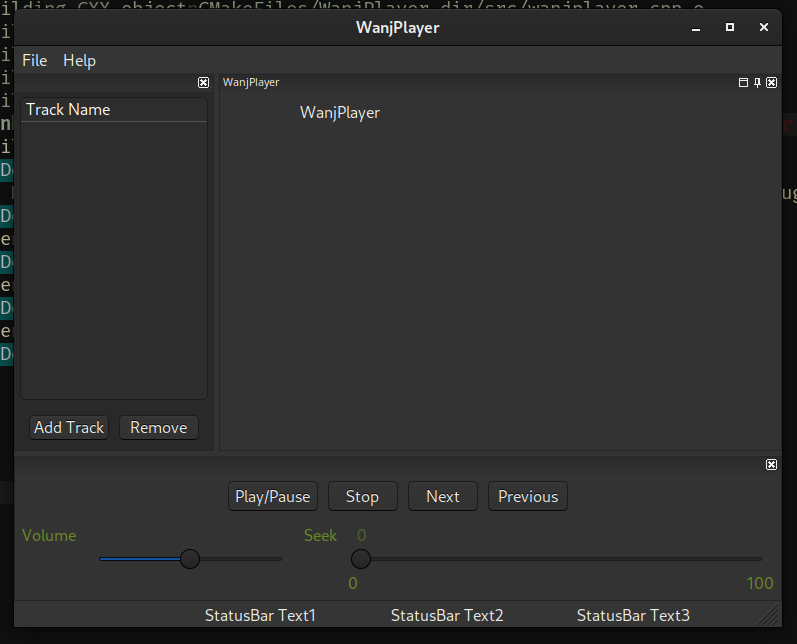 ilding CXX object CMakeFiles/WanjPlayer.dir/src/wanjplayer.cpp.o
WanjPlayer
File Help
WanjPlayer
Track Name
WanjPlayer
Add Track Remove
Play/Pause Stop Next Previous
Volume Seek 0
0 100
StatusBar Text1 StatusBar Text2 StatusBar Text3